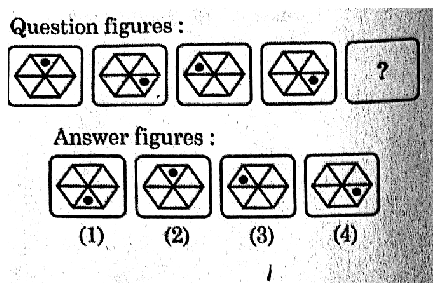 Question figures :
?
Answer figures :
(1) (2) (3) (4)